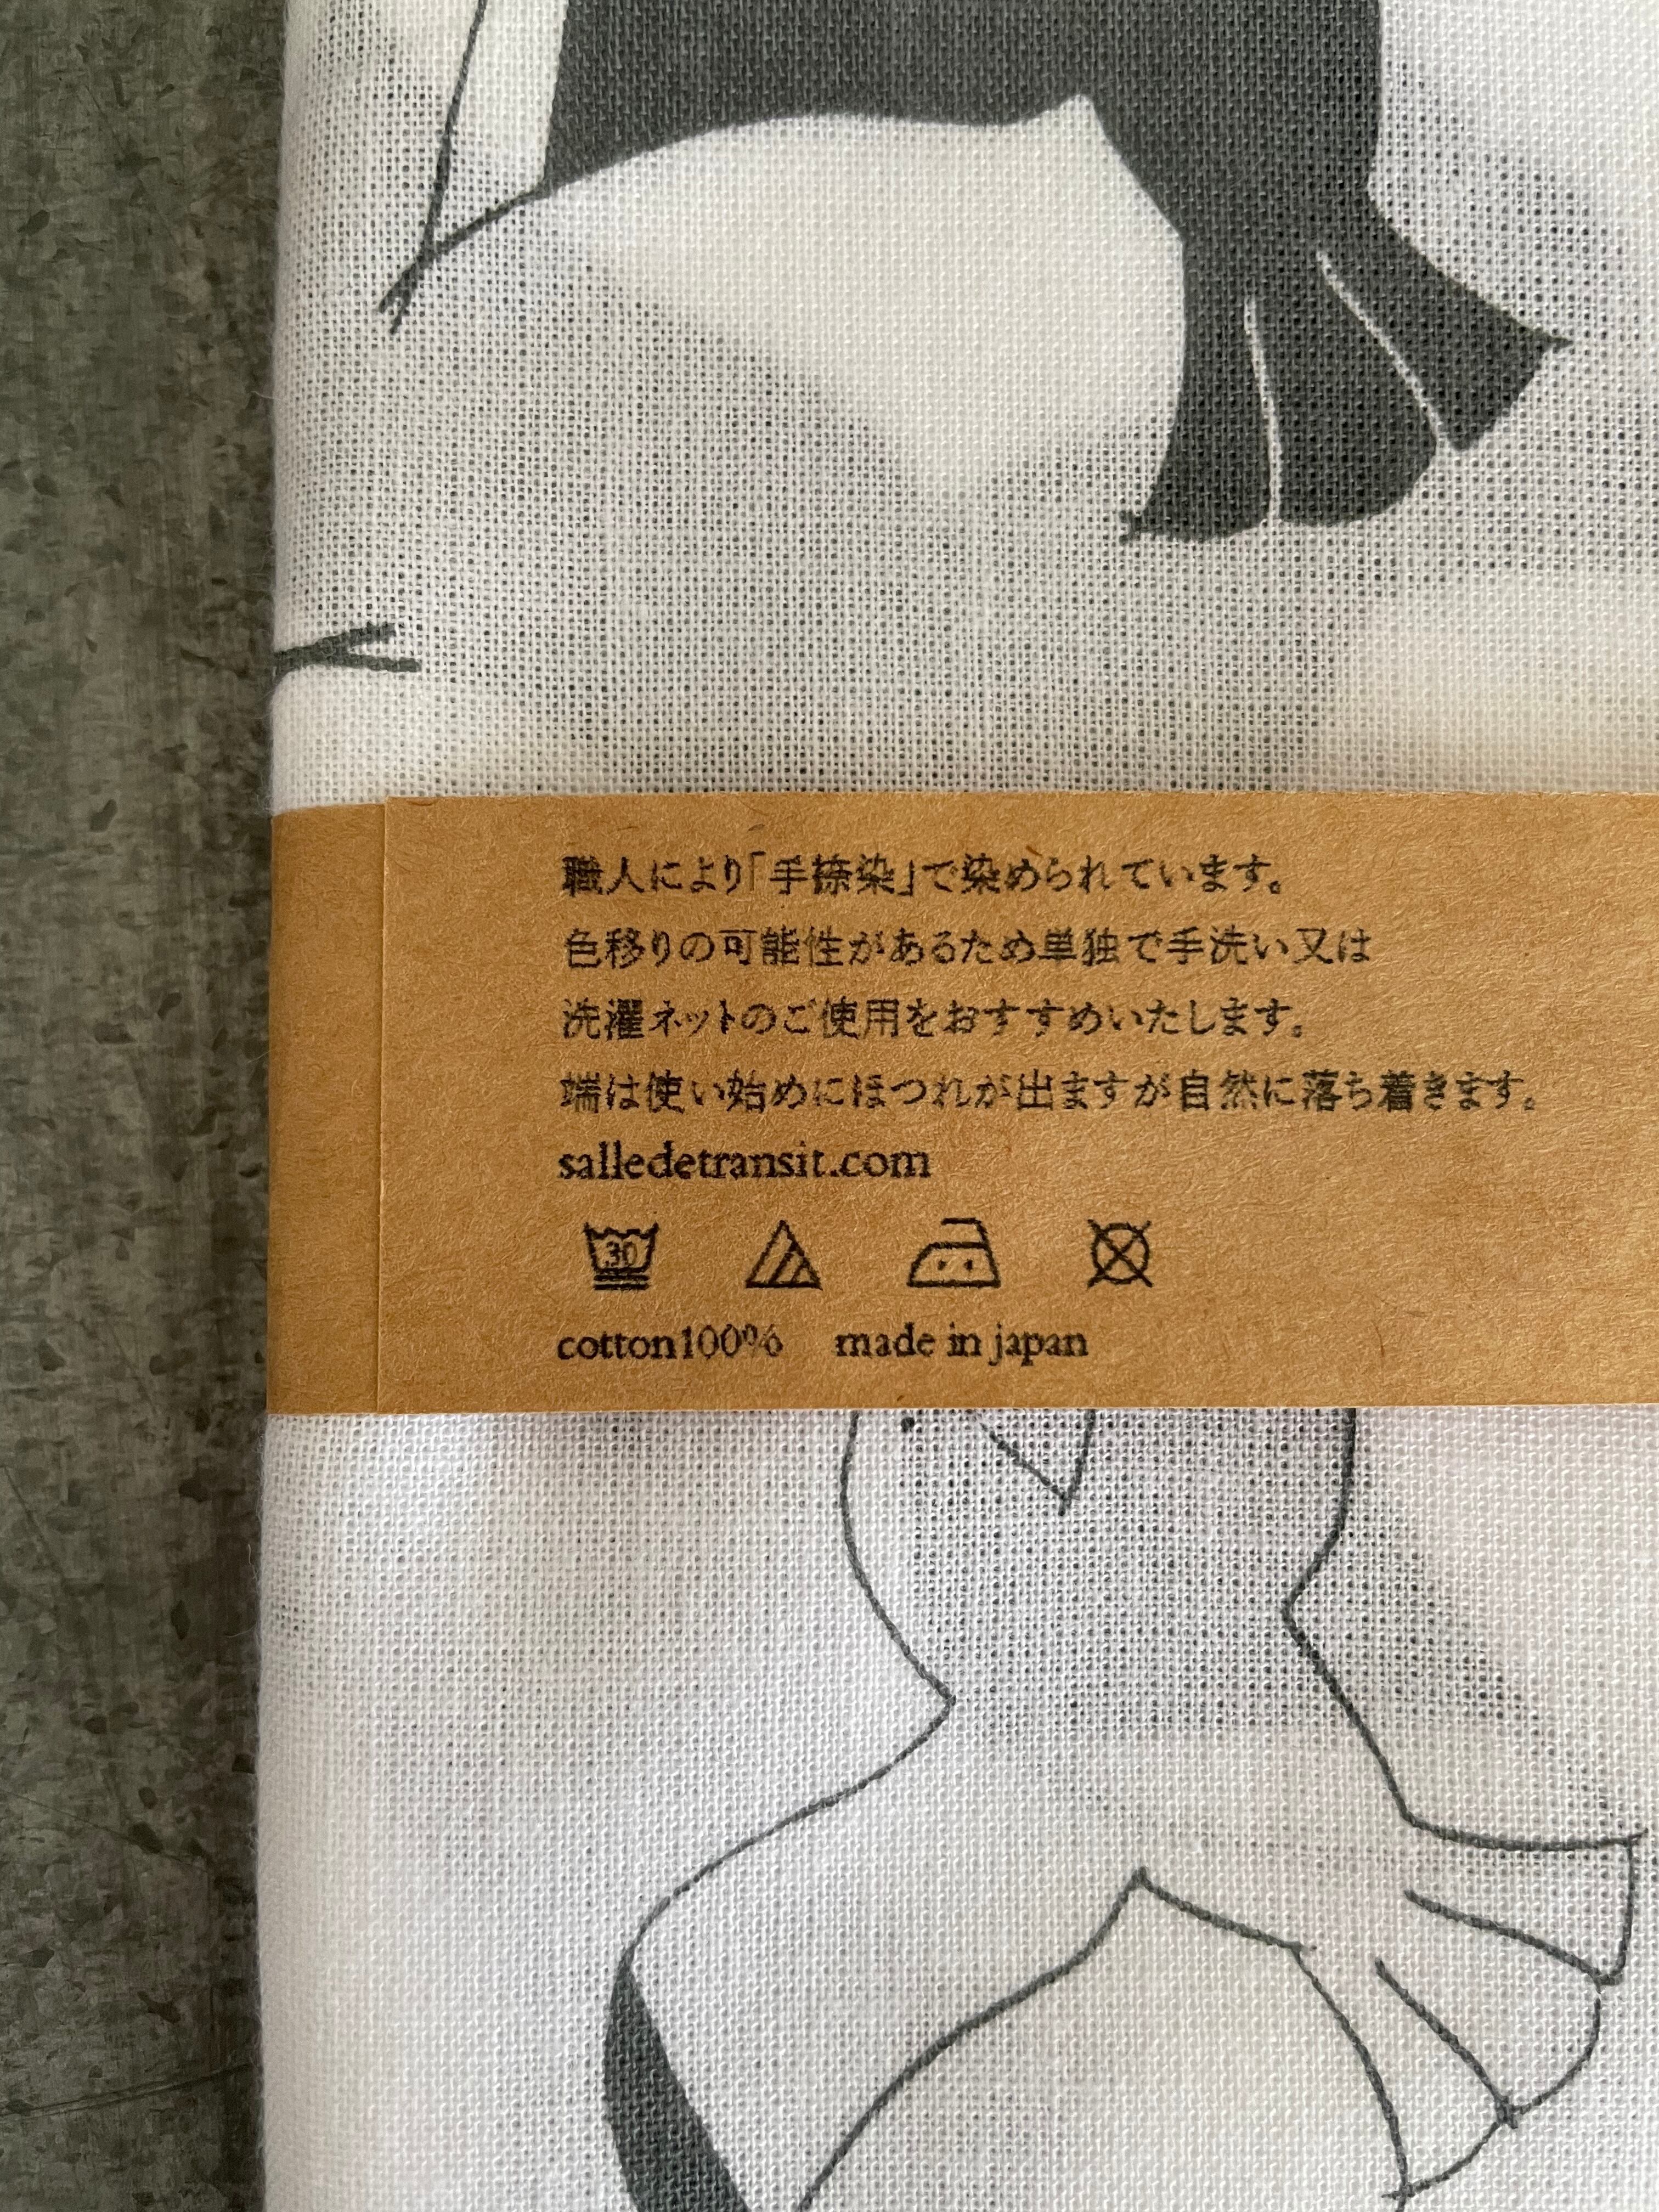 職人により「手捺染」で染められています。
色移りの可能性があるため単独で手洗い又は
洗濯ネットのご使用をおすすめいたします。
端は使い始めにほつれが出ますが自然に落ち着きます。
salledetransit.com
30
cotton100% made in japan